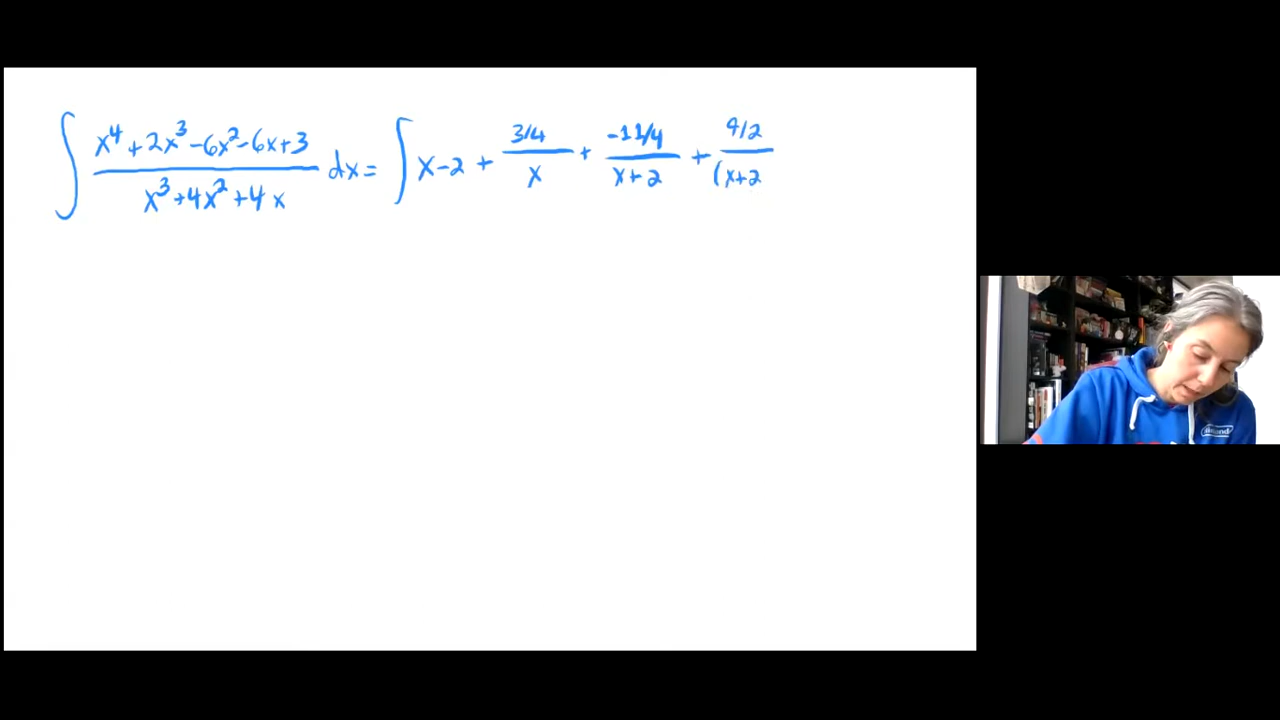 ∫ (x⁴+2x³-6x²-6x+3)/(x³+4x²+4x) dx = ∫ x-2 + (3/4)/x + (-11/4)/(x+2) + (9/2)/(x+2